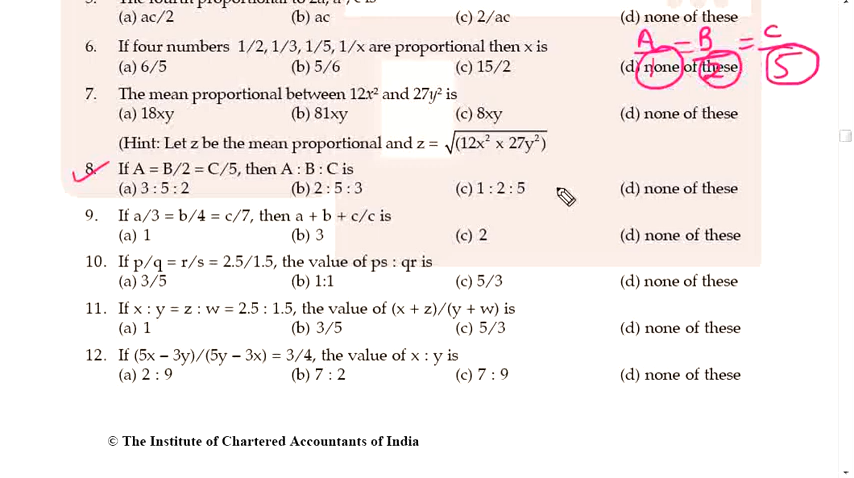 (a) ac/2 (b) ac (c) 2/ac (d) none of these
6. If four numbers 1/2, 1/3, 1/5, 1/x are proportional then x is
(a) 6/5 (b) 5/6 (c) 15/2 (d) none of these
A/1 = B/2 = C/5
7. The mean proportional between 12x² and 27y² is
(a) 18xy (b) 81xy (c) 8xy (d) none of these
(Hint: Let z be the mean proportional and z = √(12x² x 27y²)
8. If A = B/2 = C/5, then A : B : C is
(a) 3 : 5 : 2 (b) 2 : 5 : 3 (c) 1 : 2 : 5 (d) none of these
9. If a/3 = b/4 = c/7, then a + b + c/c is
(a) 1 (b) 3 (c) 2 (d) none of these
10. If p/q = r/s = 2.5/1.5, the value of ps : qr is
(a) 3/5 (b) 1:1 (c) 5/3 (d) none of these
11. If x : y = z : w = 2.5 : 1.5, the value of (x + z)/(y + w) is
(a) 1 (b) 3/5 (c) 5/3 (d) none of these
12. If (5x – 3y)/(5y – 3x) = 3/4, the value of x : y is
(a) 2 : 9 (b) 7 : 2 (c) 7 : 9 (d) none of these
© The Institute of Chartered Accountants of India